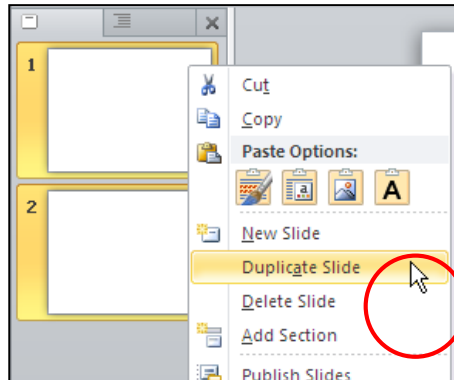 1
2
Cut
Copy
Paste Options:
a
A
New Slide
Duplicate Slide
Delete Slide
Add Section
Publish Slides